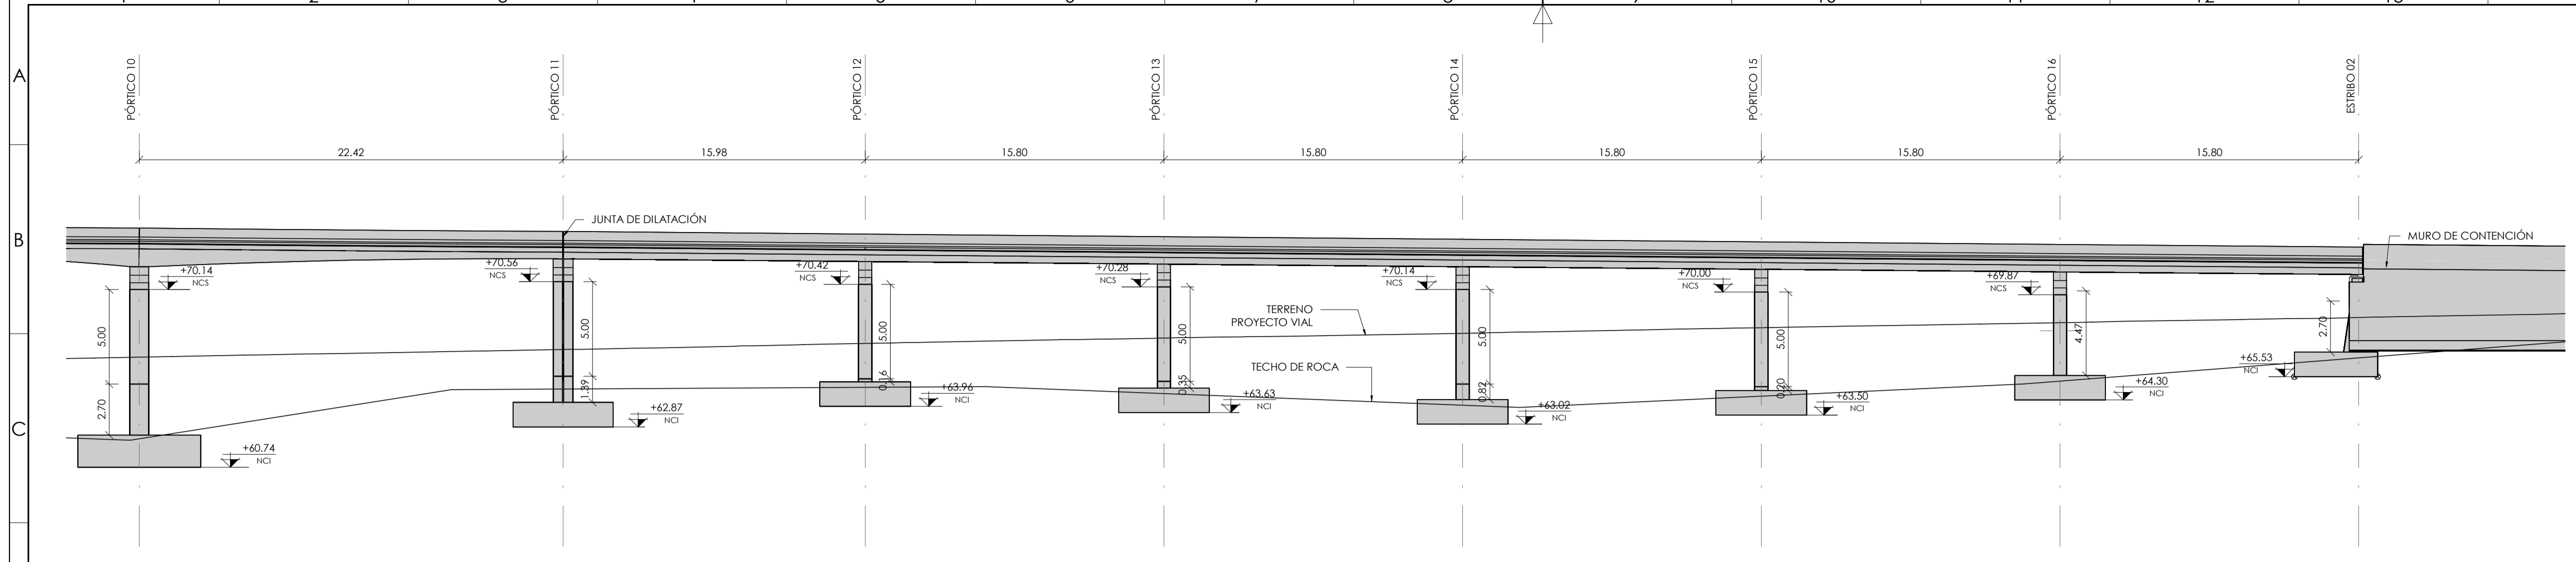 A
B
C
PÓRTICO 10
PÓRTICO 11
PÓRTICO 12
PÓRTICO 13
PÓRTICO 14
PÓRTICO 15
PÓRTICO 16
ESTRIBO 02
22.42
15.98
15.80
15.80
15.80
15.80
15.80
JUNTA DE DILATACIÓN
MURO DE CONTENCIÓN
+70.14
NCS
+70.56
NCS
+70.42
NCS
+70.28
NCS
+70.14
NCS
+70.00
NCS
+69.87
NCS
TERRENO
PROYECTO VIAL
TECHO DE ROCA
5.00
2.70
5.00
1.39
5.00
0.16
5.00
0.35
5.00
0.82
5.00
0.20
4.47
2.70
+60.74
NCI
+62.87
NCI
+63.96
NCI
+63.63
NCI
+63.02
NCI
+63.50
NCI
+64.30
NCI
+65.53
NCI